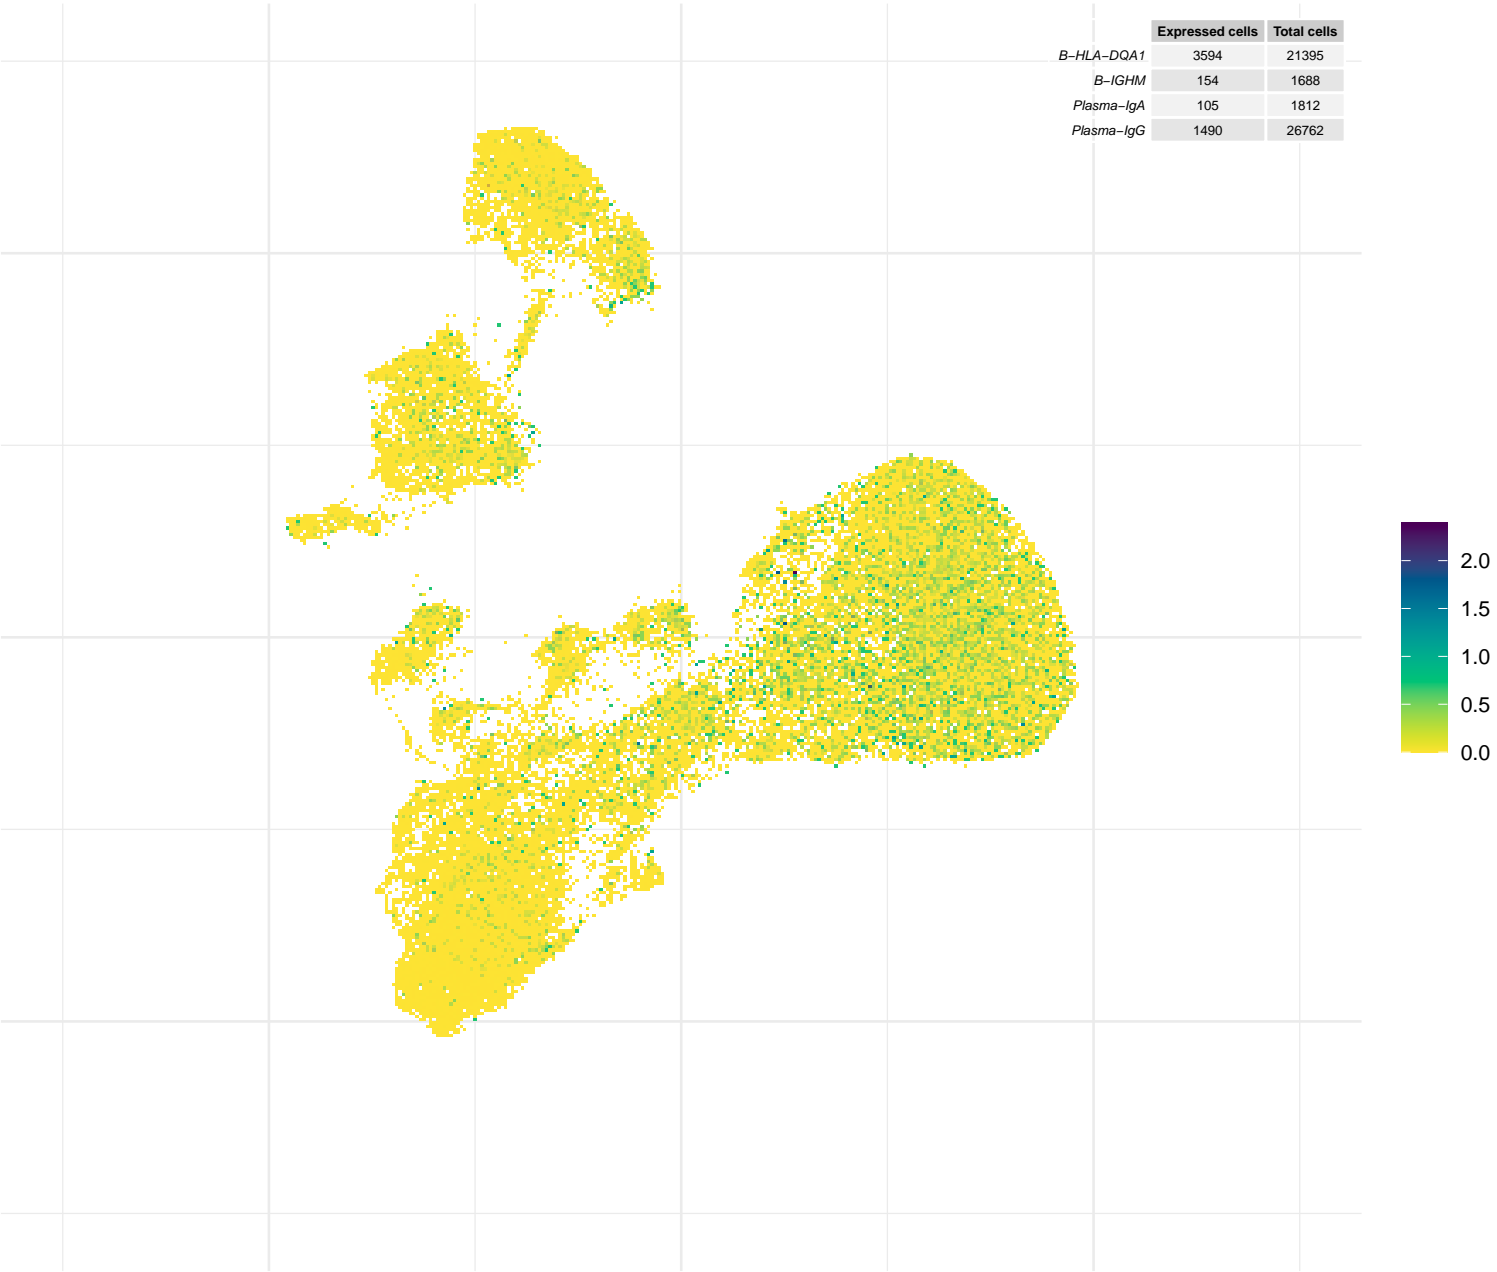 Expressed cells Total cells
B−HLA−DQA1 3594 21395
B−IGHM 154 1688
Plasma−IgA 105 1812
Plasma−IgG 1490 26762
2.0
1.5
1.0
0.5
0.0